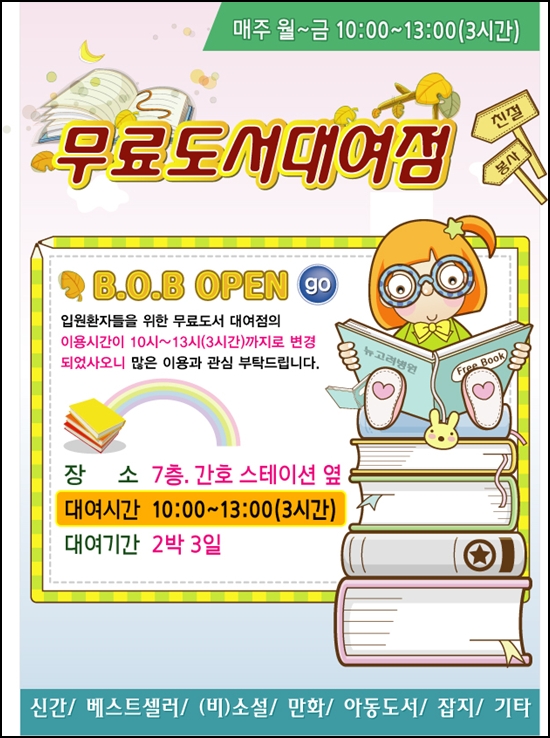 매주 월~금 10:00~13:00(3시간)
친절
봉사
무료도서대여점
B.O.B OPEN go
입원환자들을 위한 무료도서 대여점의
이용시간이 10시~13시(3시간)까지로 변경
되었사오니 많은 이용과 관심 부탁드립니다.
뉴고려병원
Free Book
장 소 7층. 간호 스테이션 옆
대여시간 10:00~13:00(3시간)
대여기간 2박 3일
신간/ 베스트셀러/ (비)소설/ 만화/ 아동도서/ 잡지/ 기타